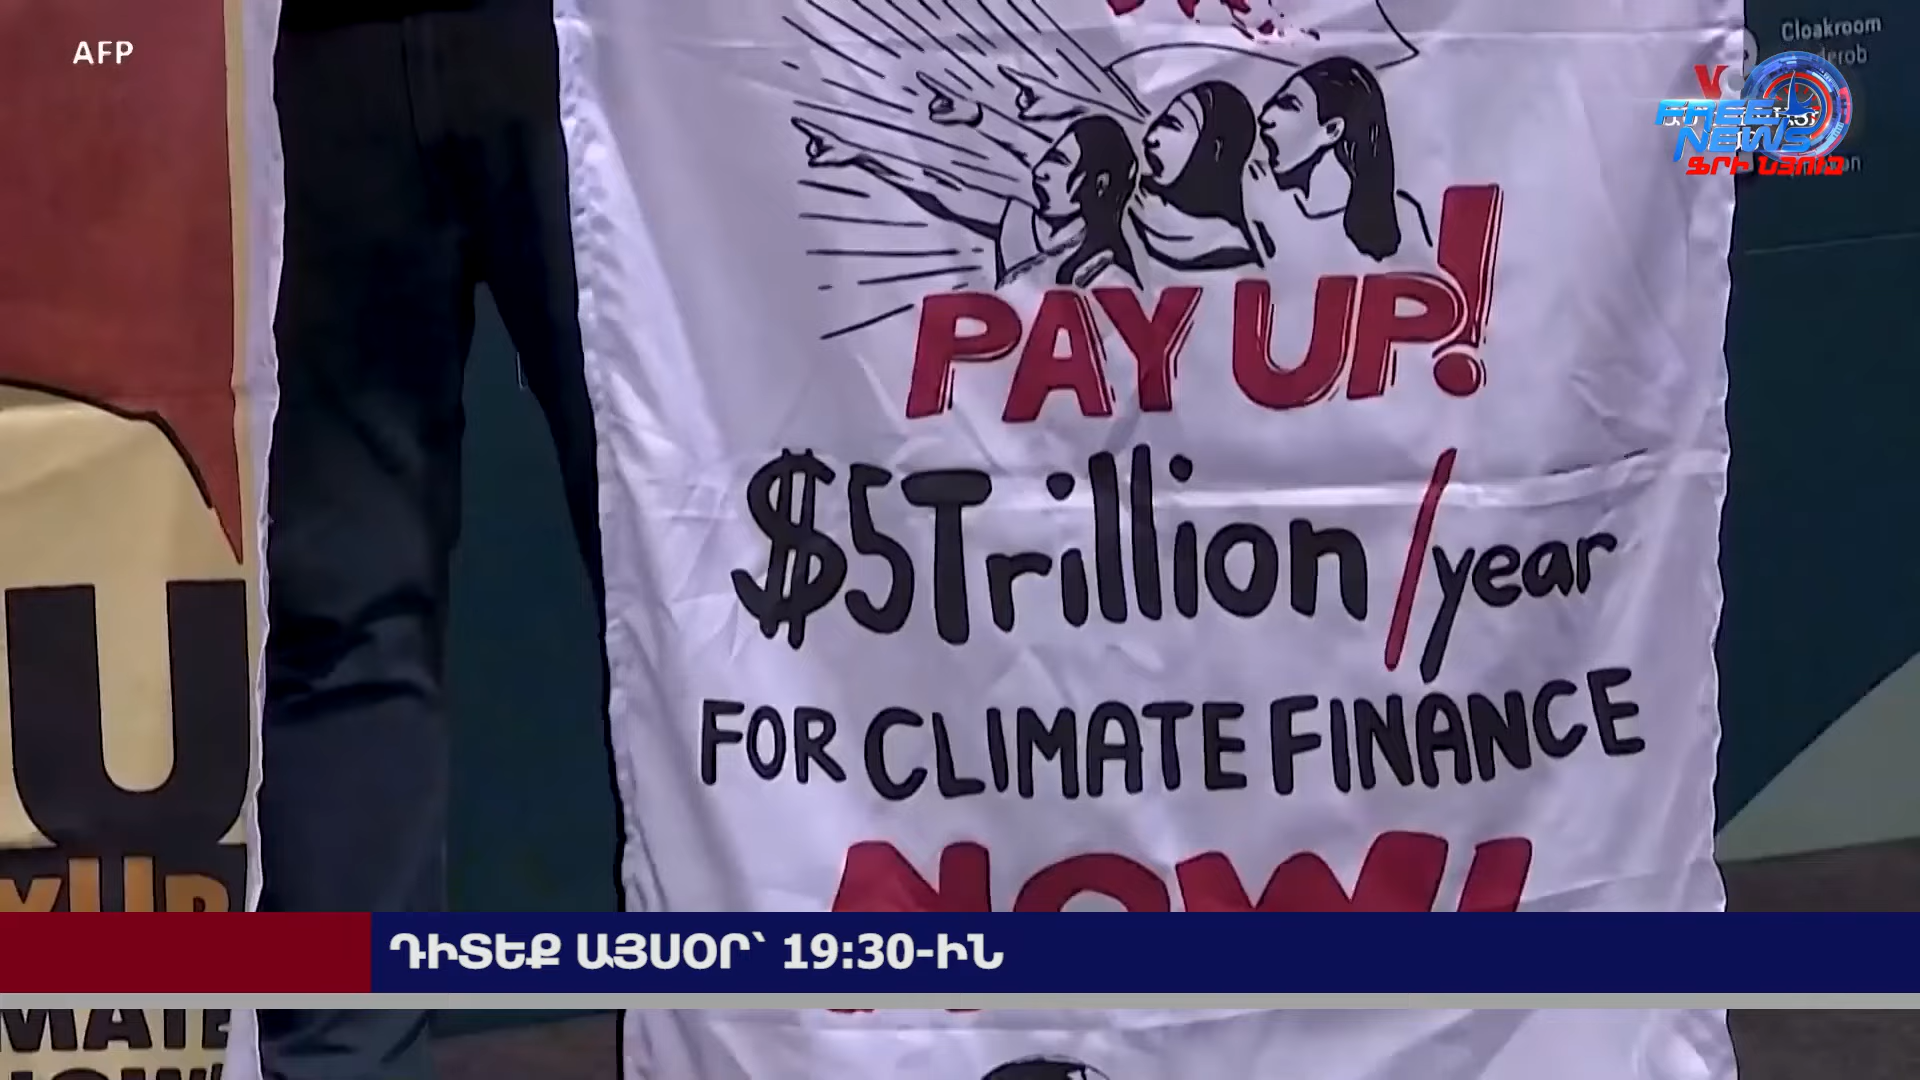 AFP
Cloakroom
FREE
NEWS
ՖՐԻ ՆՅՈՒԶ
PAY UP!
$5Trillion/year
FOR CLIMATE FINANCE
NOW!
U
ԴԻՏԵՔ ԱՅՍՕՐ՝ 19:30-ԻՆ